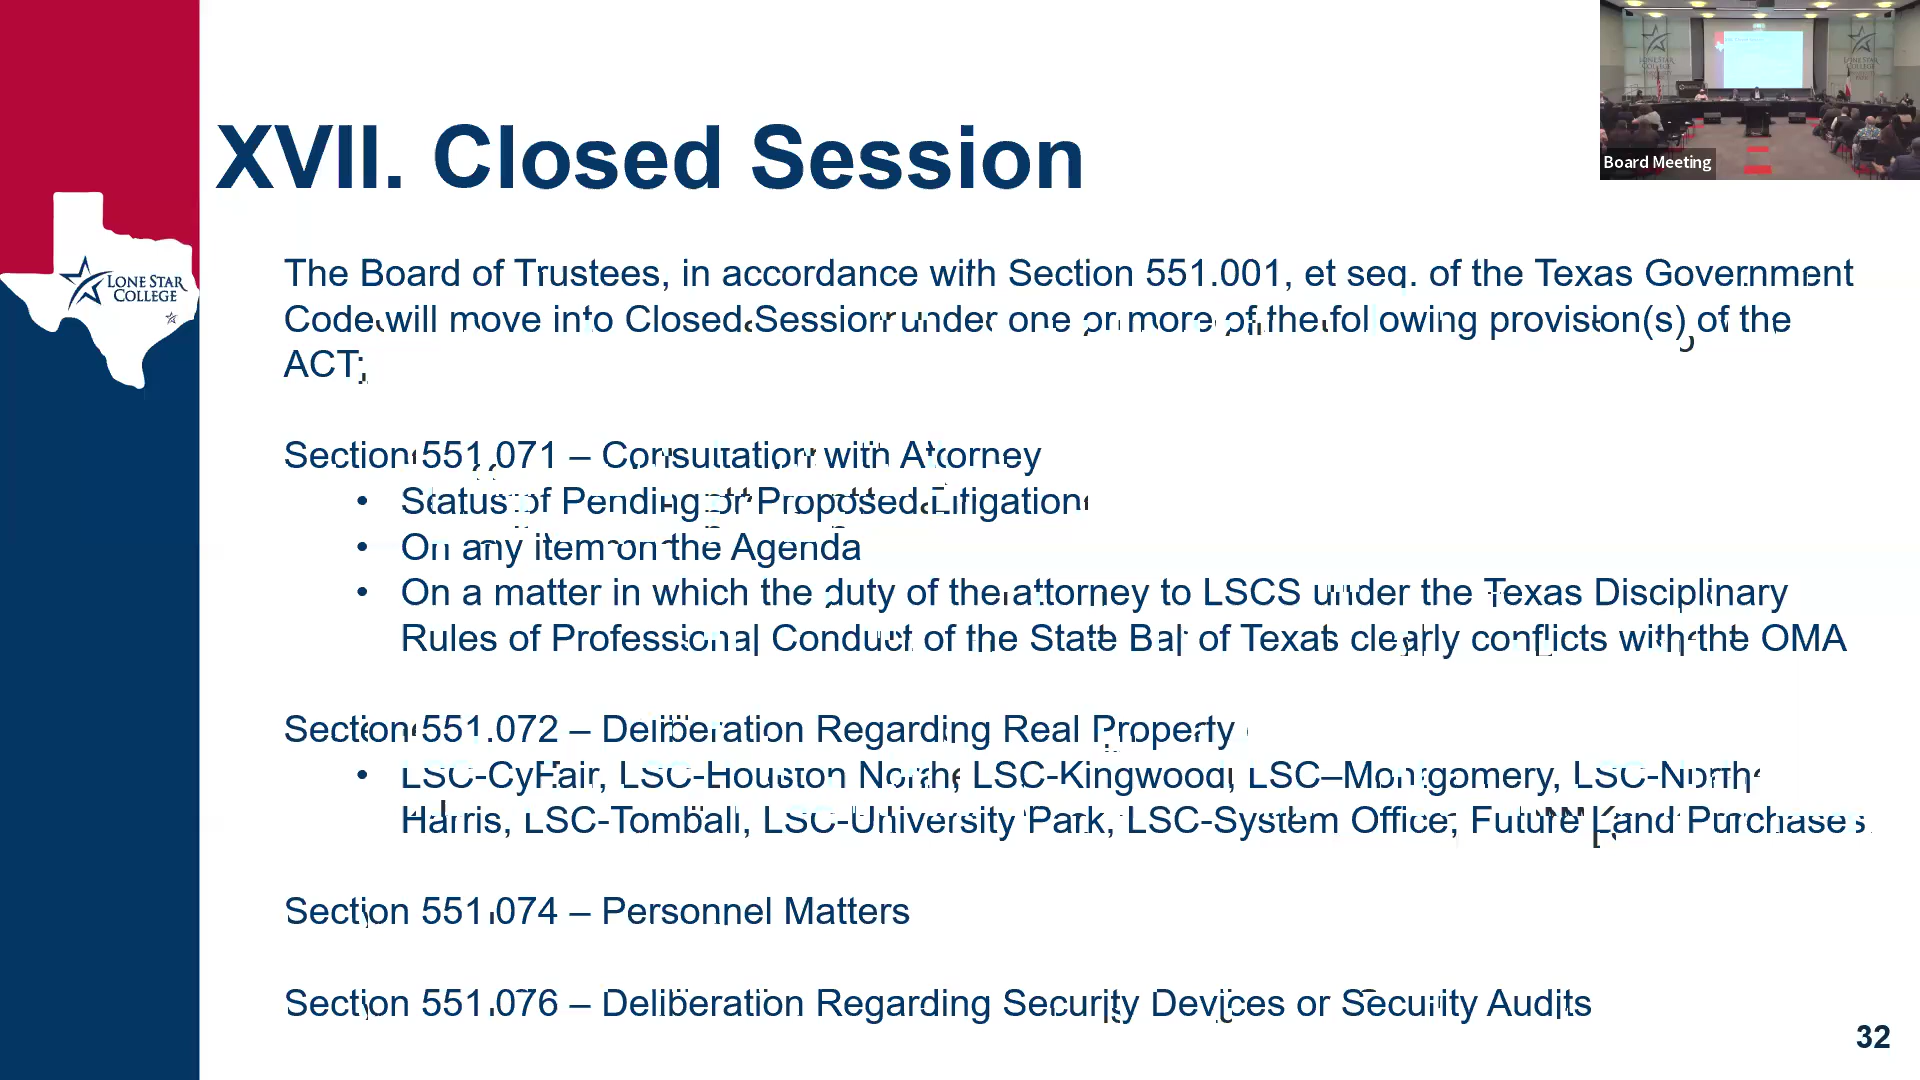 XVII. Closed Session
Board Meeting
LONE STAR
COLLEGE
The Board of Trustees, in accordance with Section 551.001, et seq. of the Texas Government
Code will move into Closed Session under one or more of the following provision(s) of the
ACT:
Section 551.071 – Consultation with Attorney
• Status of Pending or Proposed Litigation
• On any item on the Agenda
• On a matter in which the duty of the attorney to LSCS under the Texas Disciplinary
Rules of Professional Conduct of the State Bar of Texas clearly conflicts with the OMA
Section 551.072 – Deliberation Regarding Real Property
• LSC-CyFair, LSC-Houston North, LSC-Kingwood, LSC–Montgomery, LSC-North
Harris, LSC-Tomball, LSC-University Park, LSC-System Office, Future Land Purchases
Section 551.074 – Personnel Matters
Section 551.076 – Deliberation Regarding Security Devices or Security Audits
32